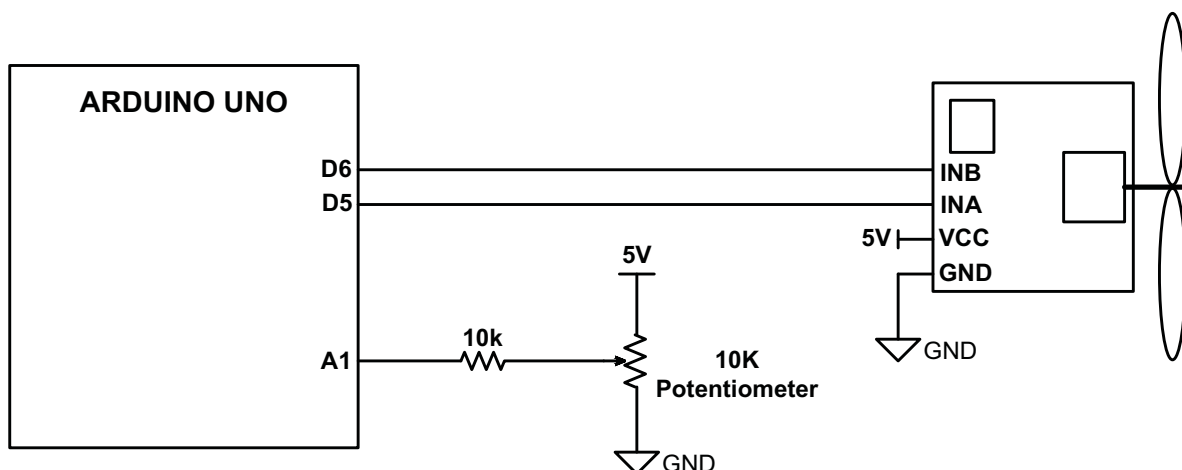 ARDUINO UNO
D6
D5
A1
INB
INA
5V VCC
GND
GND
5V
10k
10K
Potentiometer
GND